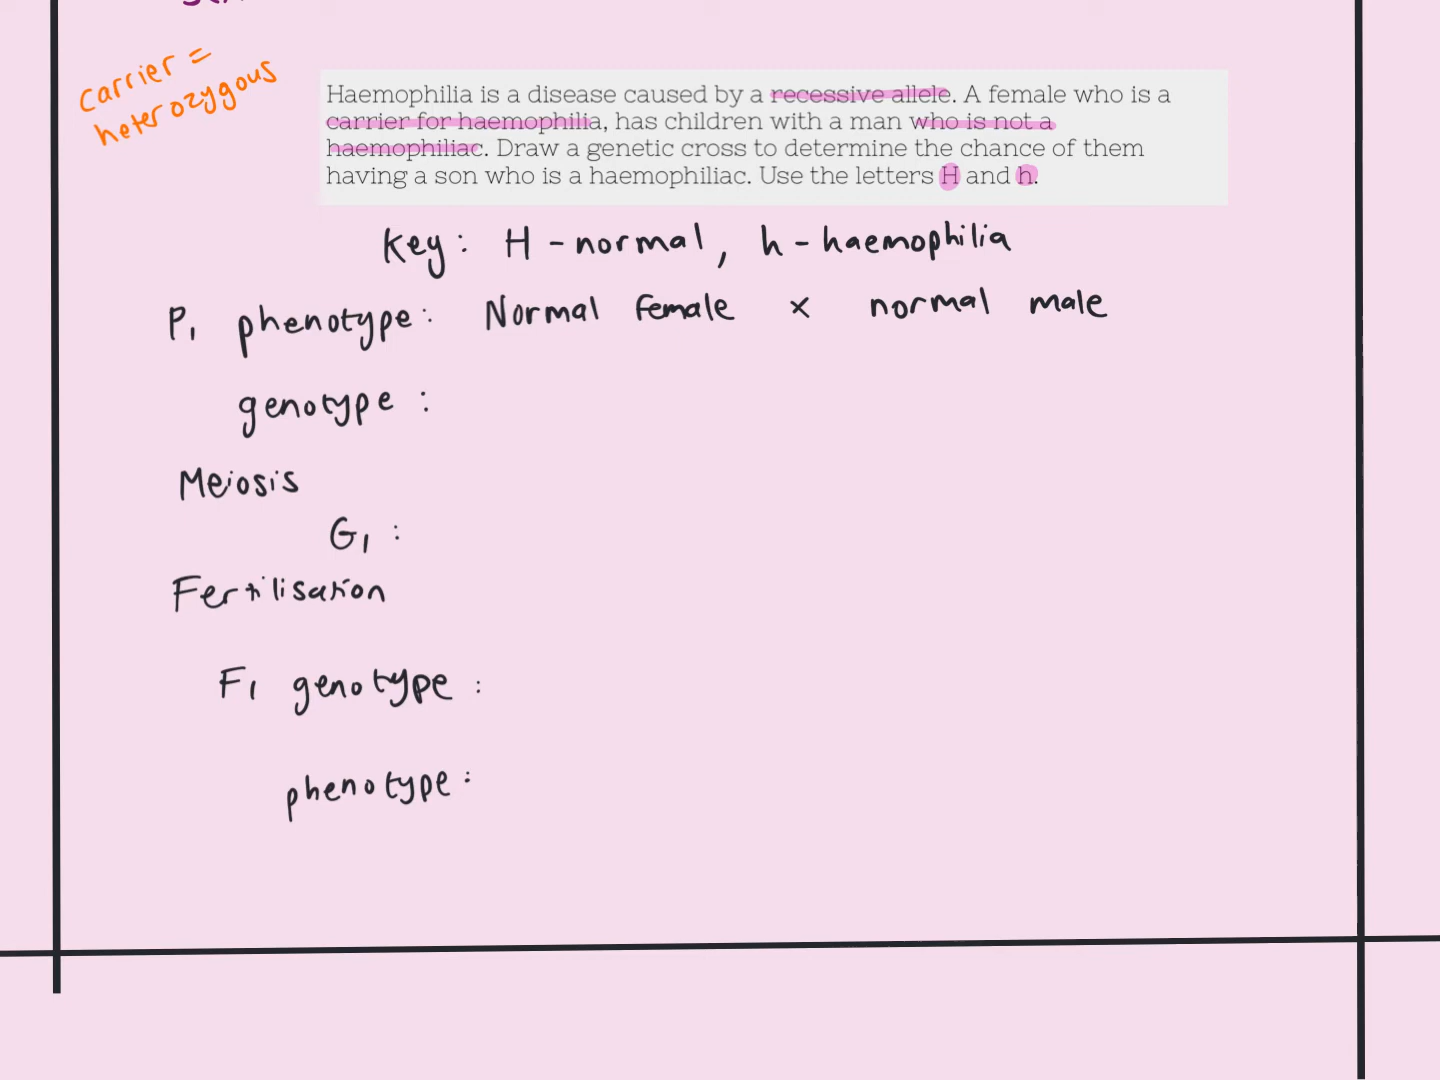 carrier =
heterozygous
Haemophilia is a disease caused by a recessive allele. A female who is a
carrier for haemophilia, has children with a man who is not a
haemophiliac. Draw a genetic cross to determine the chance of them
having a son who is a haemophiliac. Use the letters H and h.
Key: H - normal, h - haemophilia
P1 phenotype: Normal female x normal male
genotype :
Meiosis
G1 :
Fertilisation
F1 genotype :
phenotype :